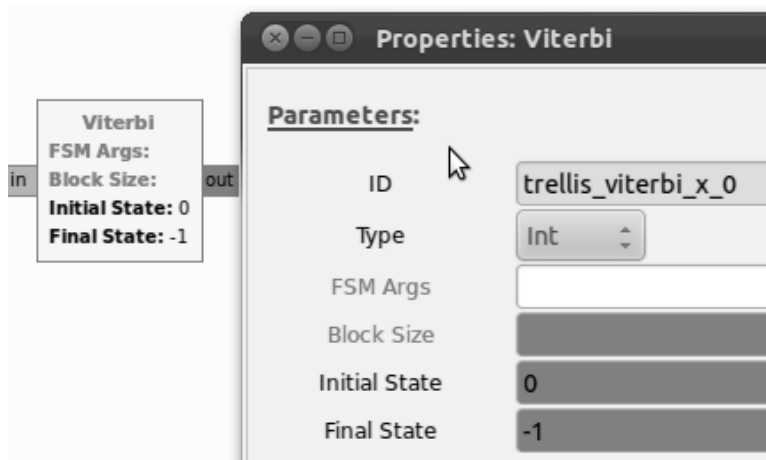 Viterbi
FSM Args:
Block Size:
Initial State: 0
Final State: -1
in
out
Properties: Viterbi
Parameters:
ID trellis_viterbi_x_0
Type Int
FSM Args
Block Size
Initial State 0
Final State -1